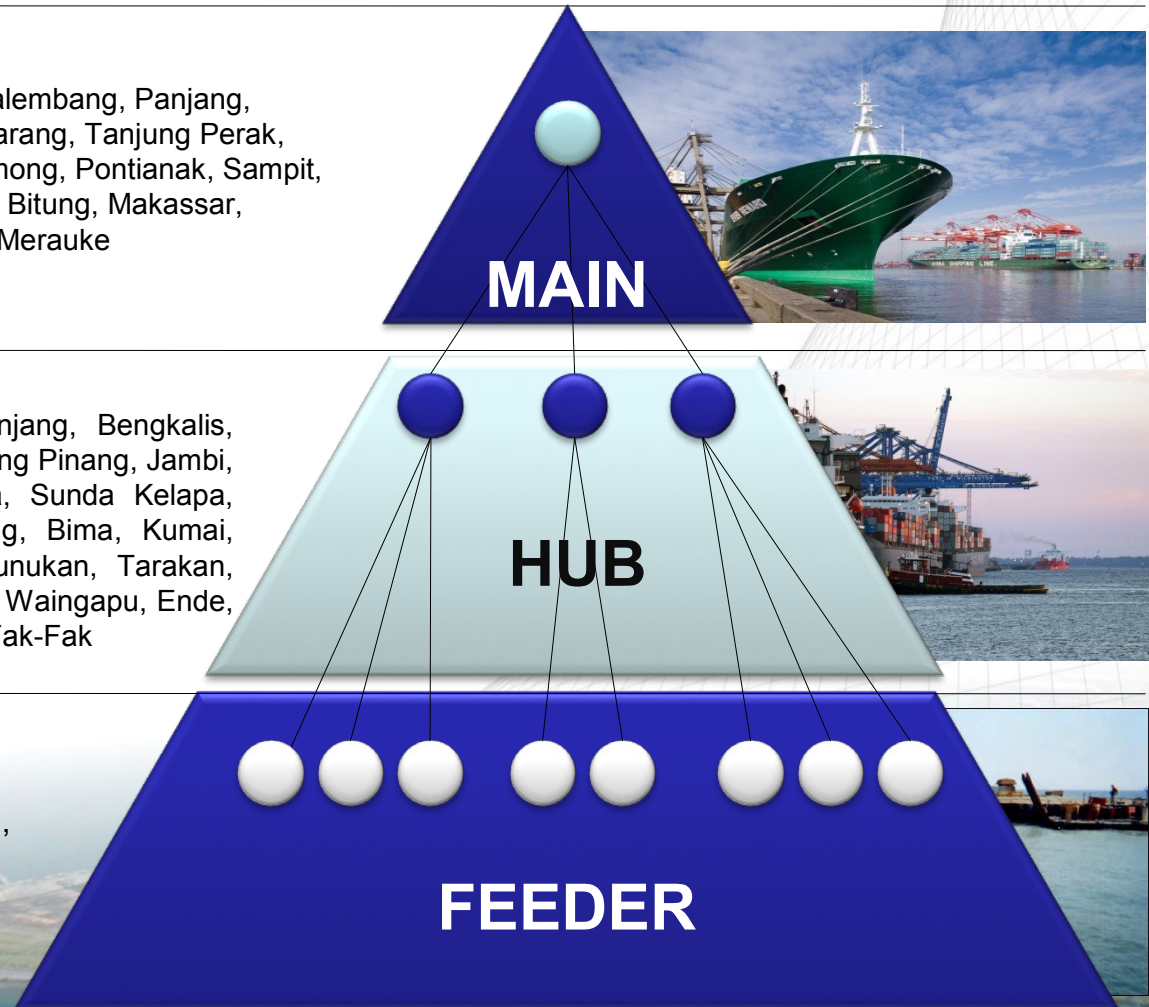 alembang, Panjang,
arang, Tanjung Perak,
nong, Pontianak, Sampit,
Bitung, Makassar,
Merauke
MAIN
njang, Bengkalis,
ng Pinang, Jambi,
, Sunda Kelapa,
g, Bima, Kumai,
unukan, Tarakan,
Waingapu, Ende,
ak-Fak
HUB
,
FEEDER